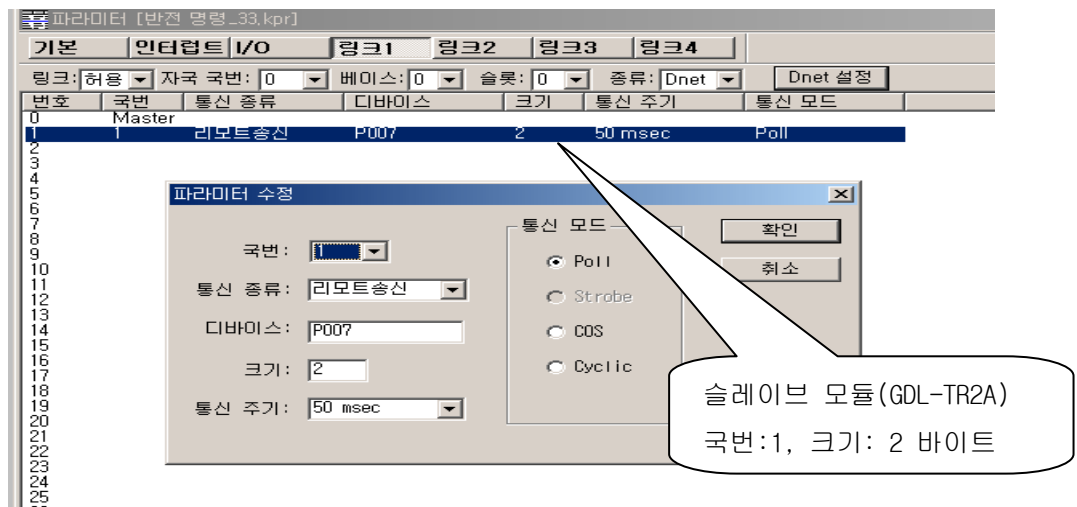 파라미터 [반전 명령_33.kpr]
기본 인터럽트 I/O 링크1 링크2 링크3 링크4
링크: 허용 자국 국번: 0 베이스: 0 슬롯: 0 종류: Dnet Dnet 설정
번호 국번 통신 종류 디바이스 크기 통신 주기 통신 모드
0 Master
1 1 리모트송신 P007 2 50 msec Poll
2
3
4
5
6
7
8
9
10
11
12
13
14
15
16
17
18
19
20
21
22
23
24
25
파라미터 수정
국번: 1
통신 종류: 리모트송신
디바이스: P007
크기: 2
통신 주기: 50 msec
통신 모드
Poll
Strobe
COS
Cyclic
확인
취소
슬레이브 모듈(GDL-TR2A)
국번:1, 크기: 2 바이트